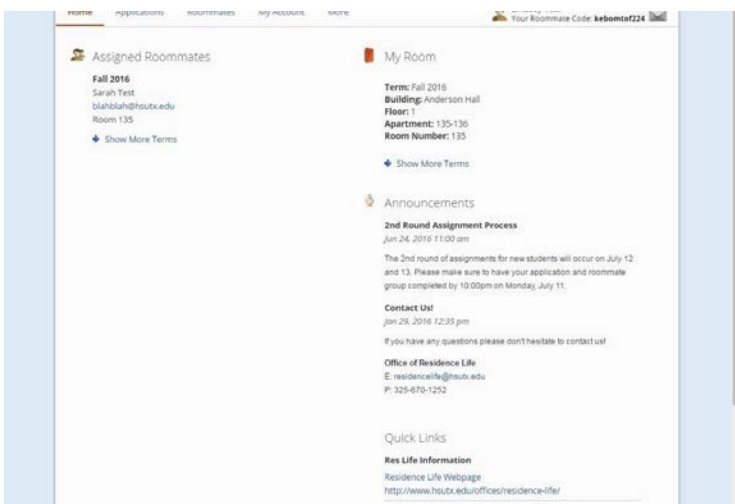 Home Applications Roommates My Account More
Your Roommate Code: kebomtof224
Assigned Roommates
Fall 2016
Sarah Test
blahblah@hsutx.edu
Room 135
Show More Terms
My Room
Term: Fall 2016
Building: Anderson Hall
Floor: 1
Apartment: 135-136
Room Number: 135
Show More Terms
Announcements
2nd Round Assignment Process
Jun 24, 2016 11:00 am
The 2nd round of assignments for new students will occur on July 12
and 13. Please make sure to have your application and roommate
group completed by 10:00pm on Monday, July 11.
Contact Us!
Jan 29, 2016 12:35 pm
If you have any questions please don't hesitate to contact us!
Office of Residence Life
E: residencelife@hsutx.edu
P: 325-670-1252
Quick Links
Res Life Information
Residence Life Webpage
http://www.hsutx.edu/offices/residence-life/